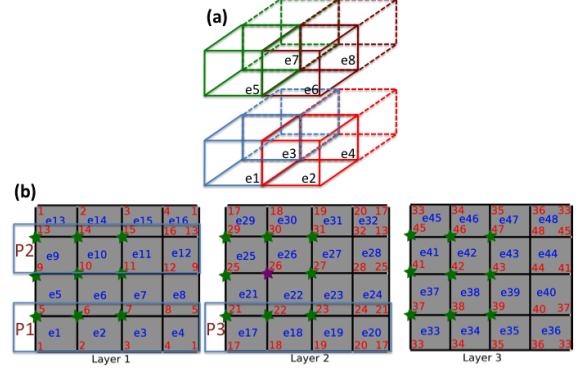 (a)
e7 e8
e5 e6
e3 e4
e1 e2
(b)
1 2 3 4 1 17 18 19 20 17 33 34 35 36 33
e13 e14 e15 e16 e29 e30 e31 e32 e45 e46 e47 e48
13 14 15 16 13 29 30 31 32 13 45 46 47 48 45
P2 e9 e10 e11 e12 e25 e26 e27 e28 e41 e42 e43 e44
9 10 11 12 9 25 26 27 28 25 41 42 43 44 41
e5 e6 e7 e8 e21 e22 e23 e24 e37 e38 e39 e40
5 6 7 8 5 21 22 23 24 21 37 38 39 40 37
P1 e1 e2 e3 e4 P3 e17 e18 e19 e20 e33 e34 e35 e36
1 2 3 4 1 17 18 19 20 17 33 34 35 36 33
Layer 1 Layer 2 Layer 3